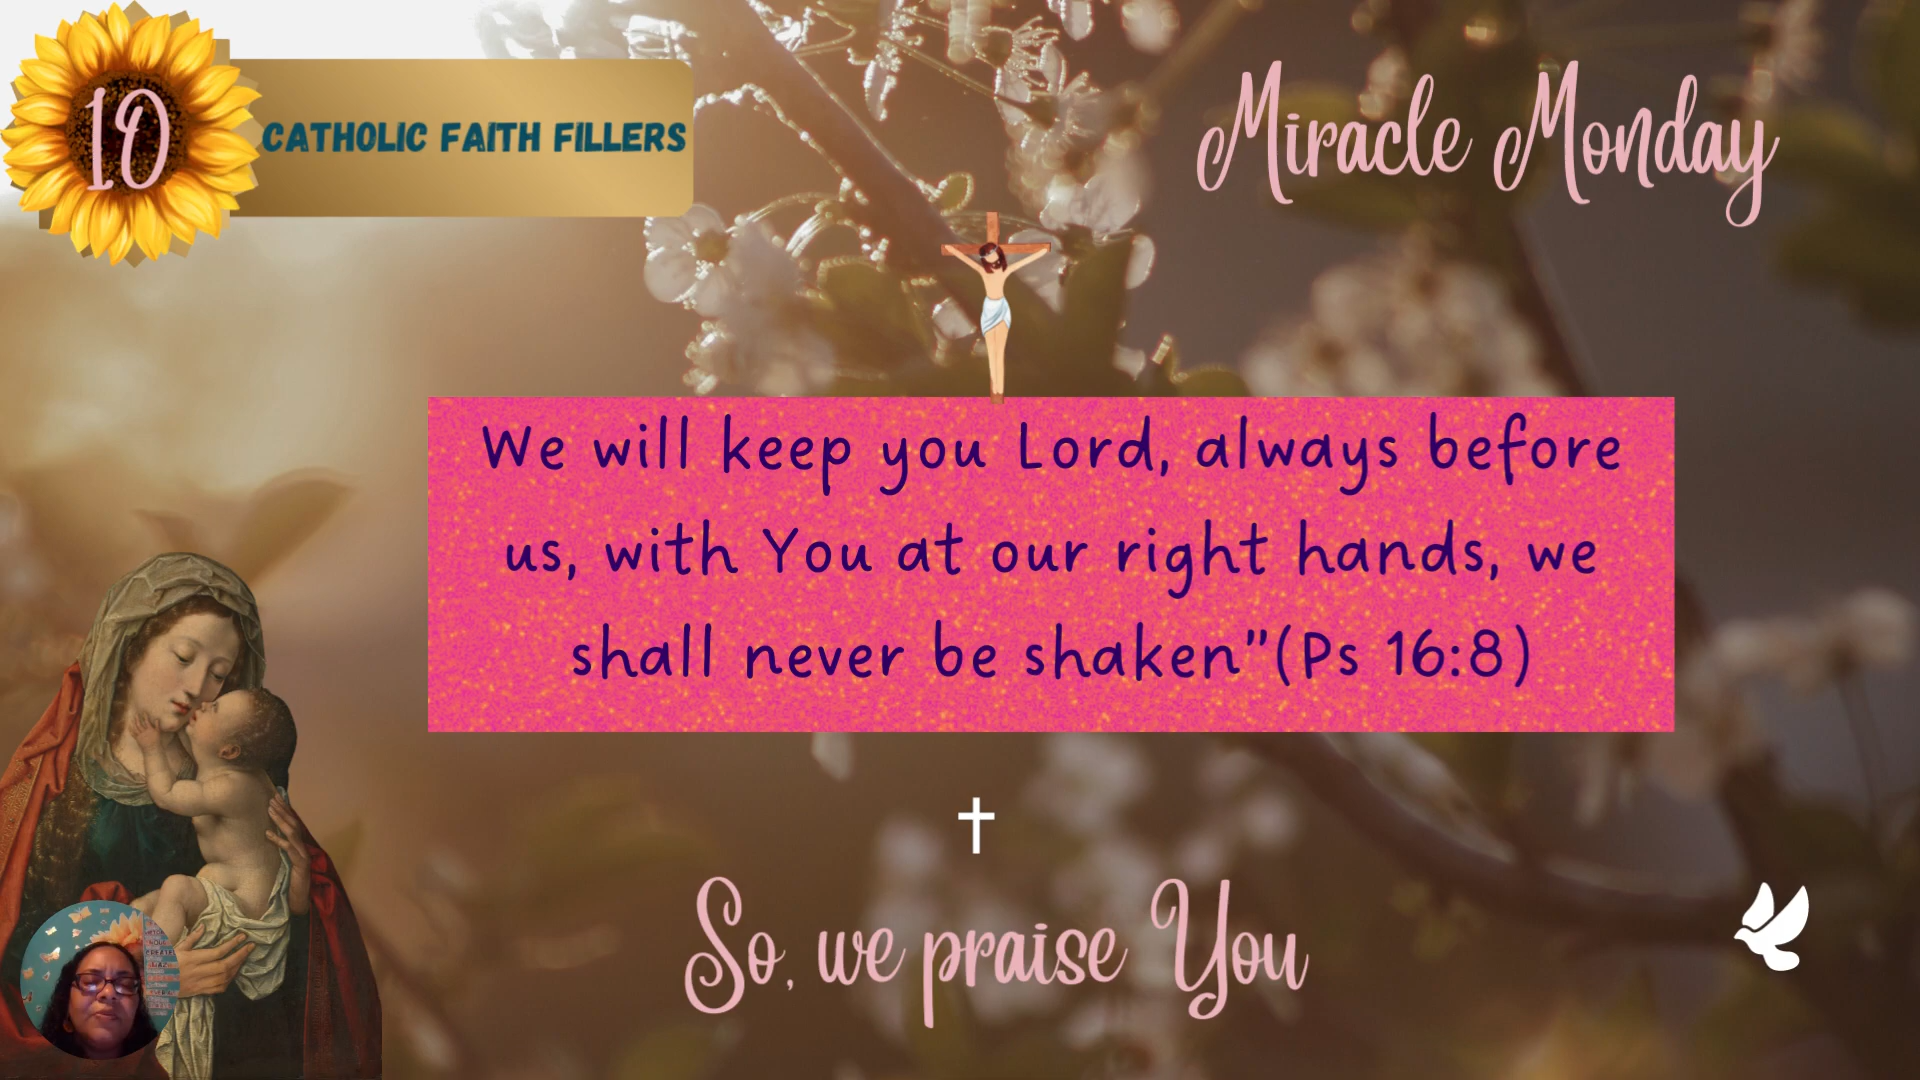 10
CATHOLIC FAITH FILLERS
Miracle Monday
We will keep you Lord, always before
us, with You at our right hands, we
shall never be shaken"(Ps 16:8)
So, we praise You